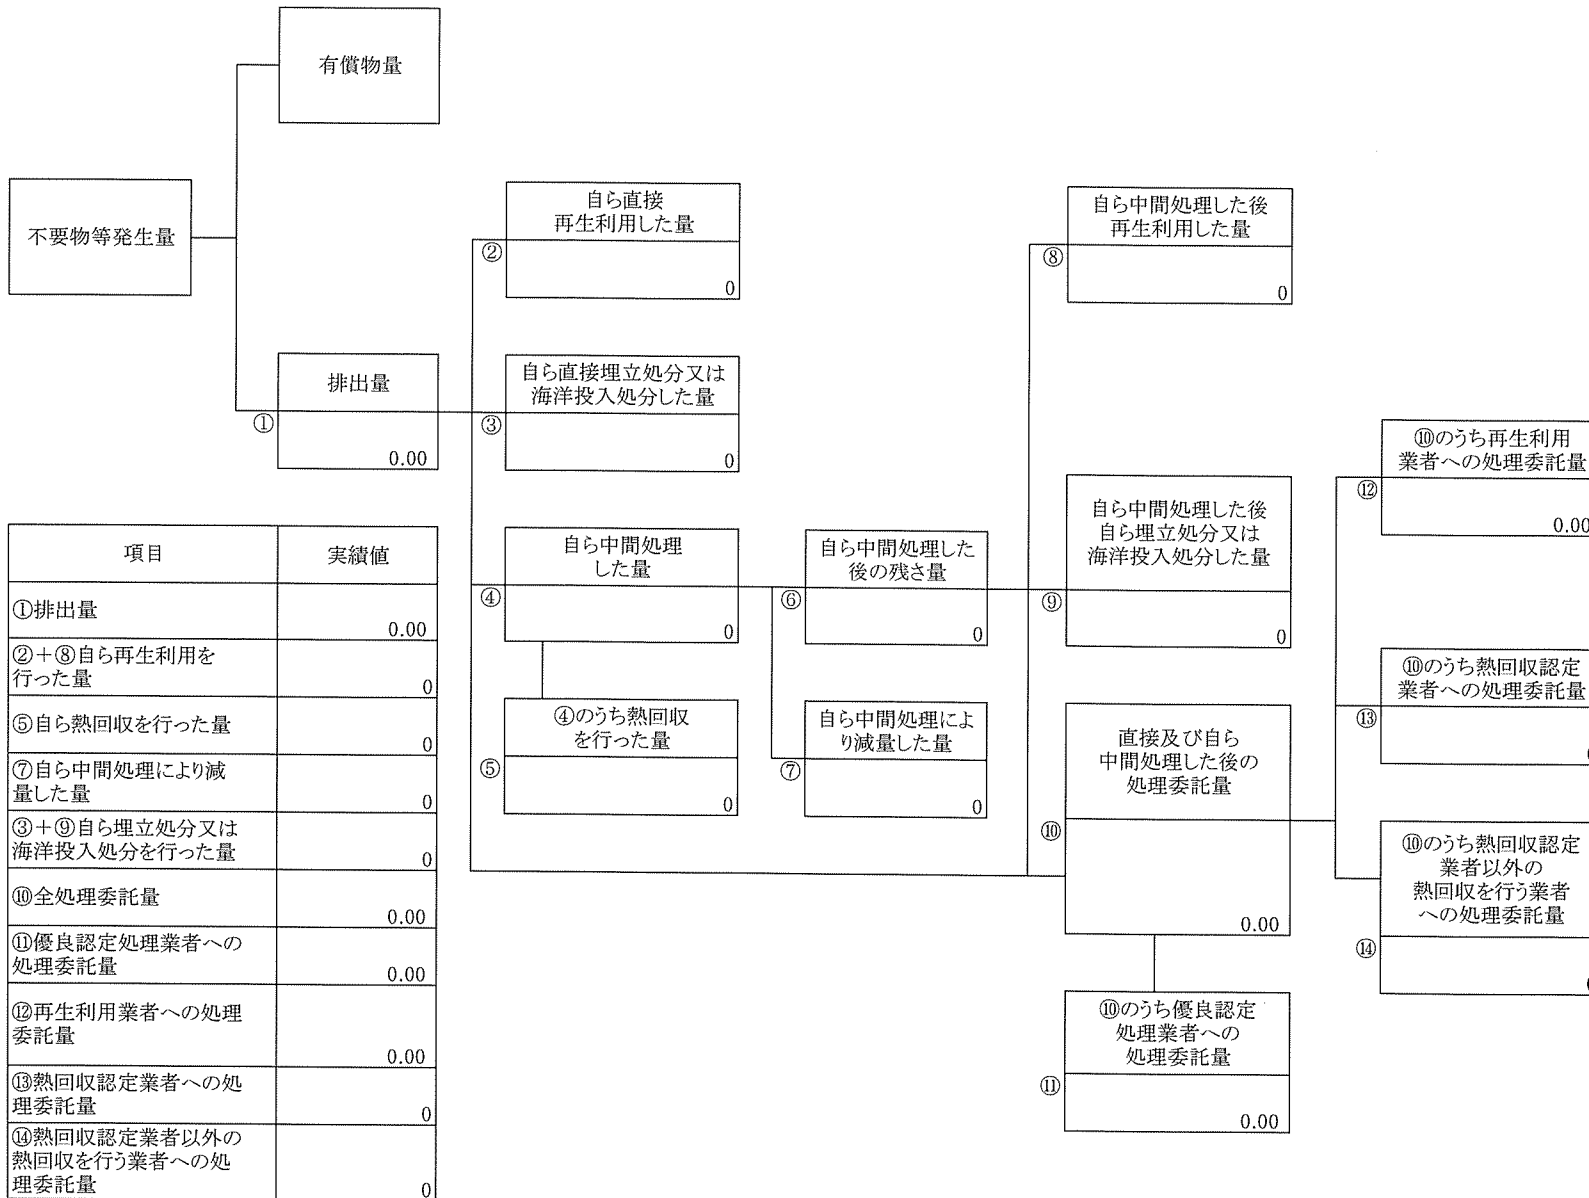 有償物量
不要物等発生量
排出量
①
0.00
自ら直接
再生利用した量
②
0
自ら直接埋立処分又は
海洋投入処分した量
③
0
自ら中間処理
した量
④
0
④のうち熱回収
を行った量
⑤
0
自ら中間処理した
後の残さ量
⑥
0
自ら中間処理によ
り減量した量
⑦
0
自ら中間処理した後
再生利用した量
⑧
0
自ら中間処理した後
自ら埋立処分又は
海洋投入処分した量
⑨
0
直接及び自ら
中間処理した後の
処理委託量
⑩
0.00
⑩のうち優良認定
処理業者への
処理委託量
⑪
0.00
⑩のうち再生利用
業者への処理委託量
⑫
0.00
⑩のうち熱回収認定
業者への処理委託量
⑬
⑩のうち熱回収認定
業者以外の
熱回収を行う業者
への処理委託量
⑭
項目 実績値
①排出量
0.00
②+⑧自ら再生利用を
行った量
0
⑤自ら熱回収を行った量
0
⑦自ら中間処理により減
量した量
0
③+⑨自ら埋立処分又は
海洋投入処分を行った量
0
⑩全処理委託量
0.00
⑪優良認定処理業者への
処理委託量
0.00
⑫再生利用業者への処理
委託量
0.00
⑬熱回収認定業者への処
理委託量
0
⑭熱回収認定業者以外の
熱回収を行う業者への処
理委託量
0